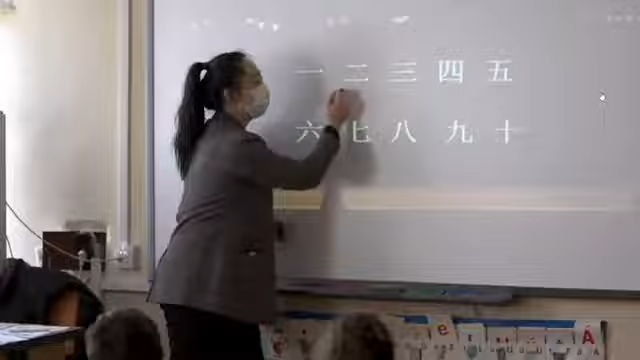 一 二 三 四 五
六 七 八 九 十